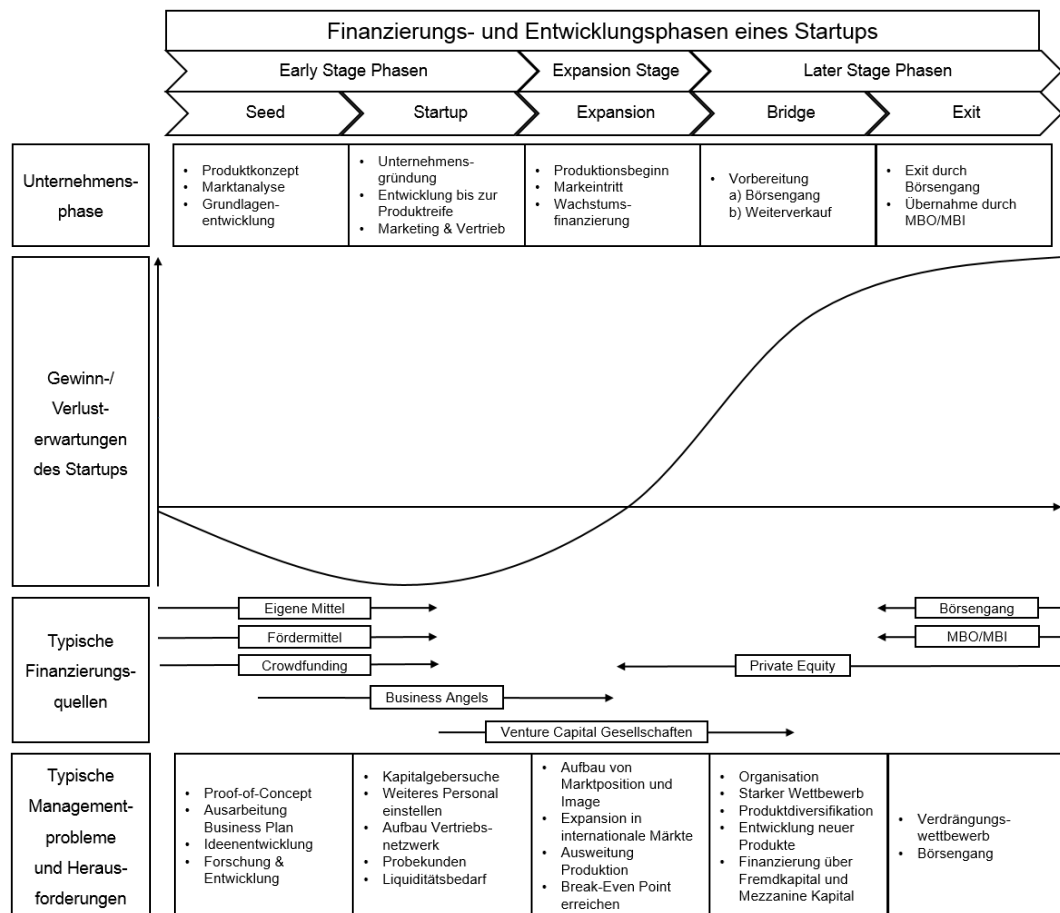 Finanzierungs- und Entwicklungsphasen eines Startups
Early Stage Phasen
Expansion Stage
Later Stage Phasen
Seed
Startup
Expansion
Bridge
Exit
Unternehmens-
phase
• Produktkonzept
• Marktanalyse
• Grundlagen-
entwicklung
• Unternehmens-
gründung
• Entwicklung bis zur
Produktreife
• Marketing & Vertrieb
• Produktionsbeginn
• Markeintritt
• Wachstums-
finanzierung
• Vorbereitung
a) Börsengang
b) Weiterverkauf
• Exit durch
Börsengang
• Übernahme durch
MBO/MBI
Gewinn-/
Verlust-
erwartungen
des Startups
Typische
Finanzierungs-
quellen
Eigene Mittel
Börsengang
Fördermittel
MBO/MBI
Crowdfunding
Private Equity
Business Angels
Venture Capital Gesellschaften
Typische
Management-
probleme
und Heraus-
forderungen
• Proof-of-Concept
• Ausarbeitung
Business Plan
• Ideenentwicklung
• Forschung &
Entwicklung
• Kapitalgebersuche
• Weiteres Personal
einstellen
• Aufbau Vertriebs-
netzwerk
• Probekunden
• Liquiditätsbedarf
• Aufbau von
Marktposition und
Image
• Expansion in
internationale Märkte
• Ausweitung
Produktion
• Break-Even Point
erreichen
• Organisation
• Starker Wettbewerb
• Produktdiversifikation
• Entwicklung neuer
Produkte
• Finanzierung über
Fremdkapital und
Mezzanine Kapital
• Verdrängungs-
wettbewerb
• Börsengang